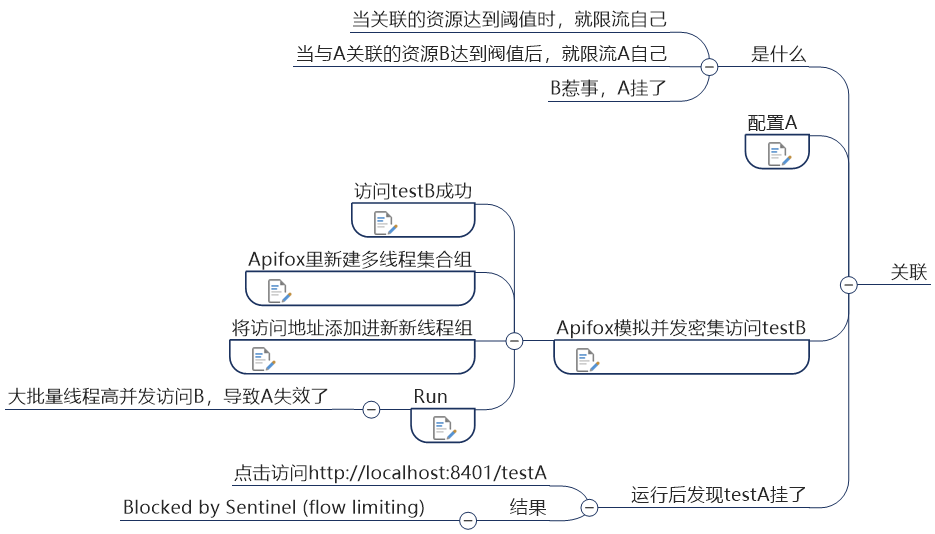 当关联的资源达到阈值时，就限流自己
当与A关联的资源B达到阀值后，就限流A自己
B惹事，A挂了
是什么
配置A
访问testB成功
Apifox里新建多线程集合组
将访问地址添加进新新线程组
Run
大批量线程高并发访问B，导致A失效了
Apifox模拟并发密集访问testB
关联
点击访问http://localhost:8401/testA
Blocked by Sentinel (flow limiting)
结果
运行后发现testA挂了